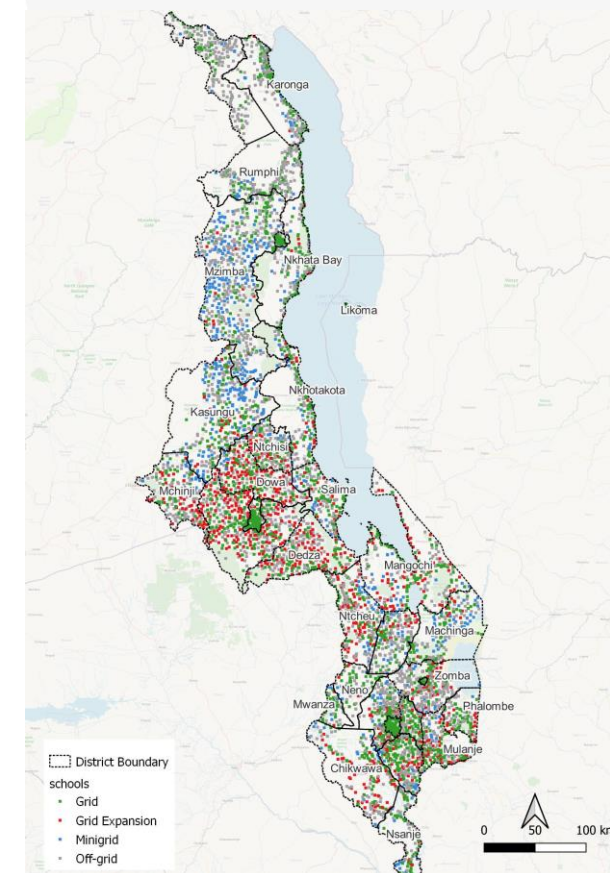 Karonga
Rumphi
Mzimba
Nkhata Bay
Likoma
Nkhotakota
Kasungu
Ntchisi
Dowa
Mchinji
Salima
Dedza
Mangochi
Ntcheu
Machinga
Zomba
Neno
Mwanza
Phalombe
Mulanje
Chikwawa
Nsanje
District Boundary
schools
Grid
Grid Expansion
Minigrid
Off-grid
0 50 100 km